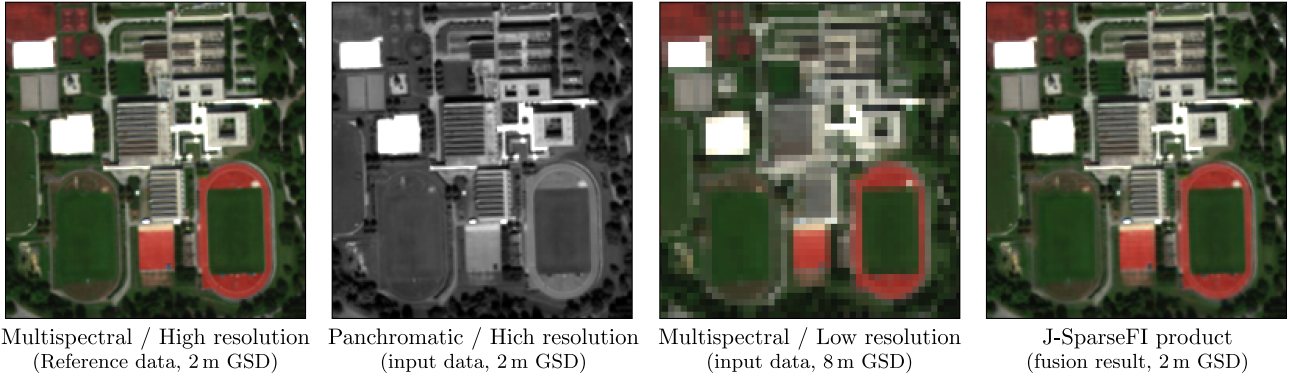 Multispectral / High resolution
(Reference data, 2 m GSD)
Panchromatic / Hich resolution
(input data, 2 m GSD)
Multispectral / Low resolution
(input data, 8 m GSD)
J-SparseFI product
(fusion result, 2 m GSD)